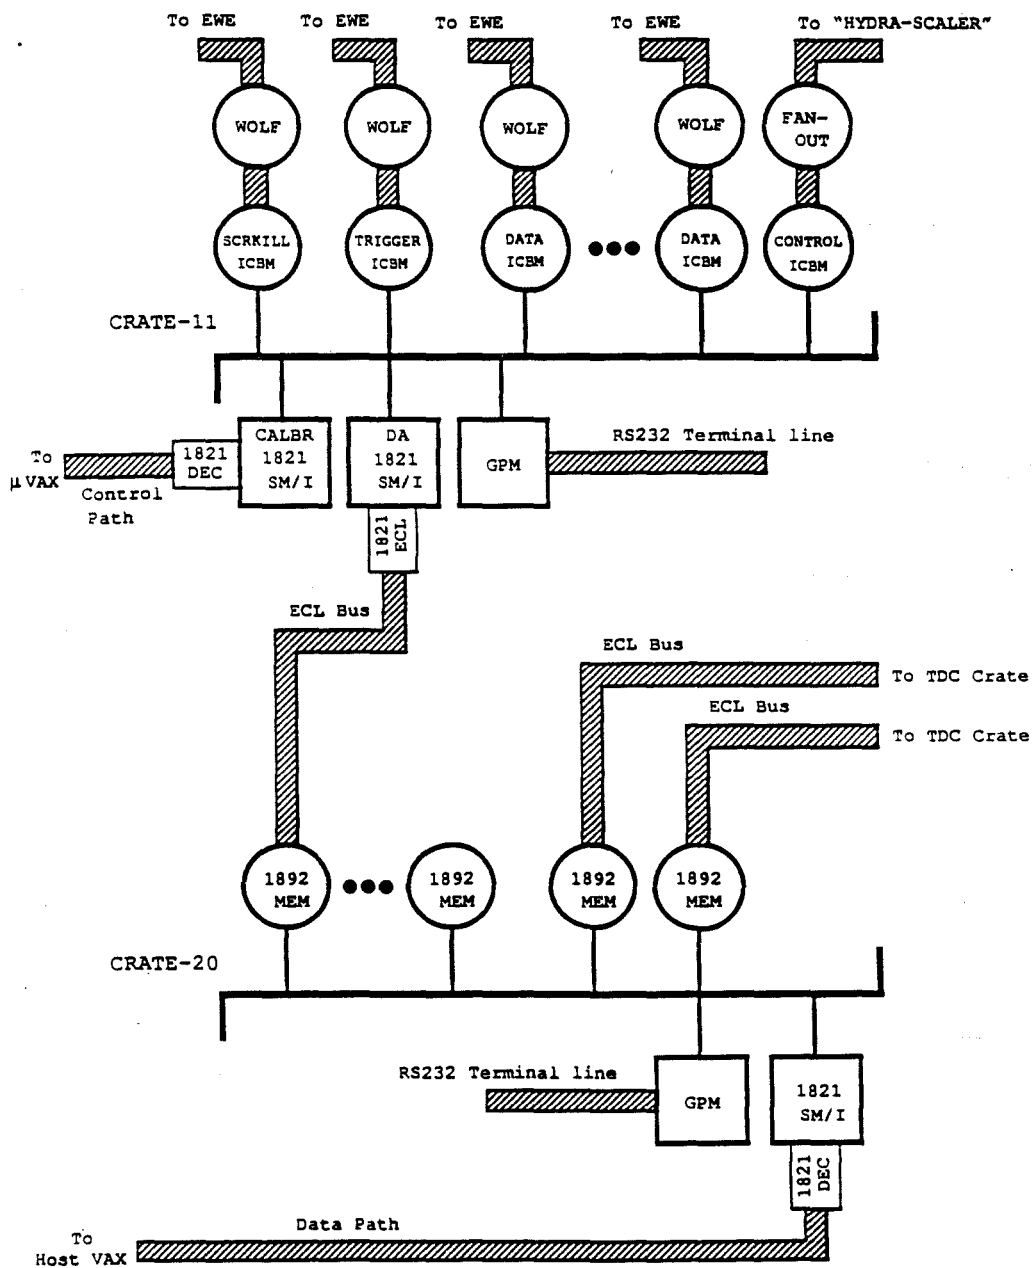 To EWE
To EWE
To EWE
To EWE
To "HYDRA-SCALER"
WOLF
WOLF
WOLF
WOLF
FAN-
OUT
SCRKILL
ICBM
TRIGGER
ICBM
DATA
ICBM
DATA
ICBM
CONTROL
ICBM
CRATE-11
To
μVAX
Control
Path
1821
DEC
CALBR
1821
SM/I
DA
1821
SM/I
GPM
RS232 Terminal line
1821
ECL
ECL Bus
ECL Bus
To TDC Crate
ECL Bus
To TDC Crate
1892
MEM
1892
MEM
1892
MEM
1892
MEM
CRATE-20
RS232 Terminal line
GPM
1821
SM/I
1821
DEC
Data Path
To
Host VAX